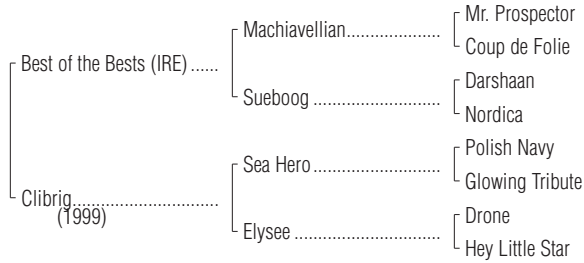 Mr. Prospector
Machiavellian....................
Coup de Folie
Best of the Bests (IRE) ......
Darshaan
Sueboog ...........................
Nordica
Polish Navy
Sea Hero...........................
Glowing Tribute
Clibrig...............................
(1999)
Drone
Elysee ...............................
Hey Little Star